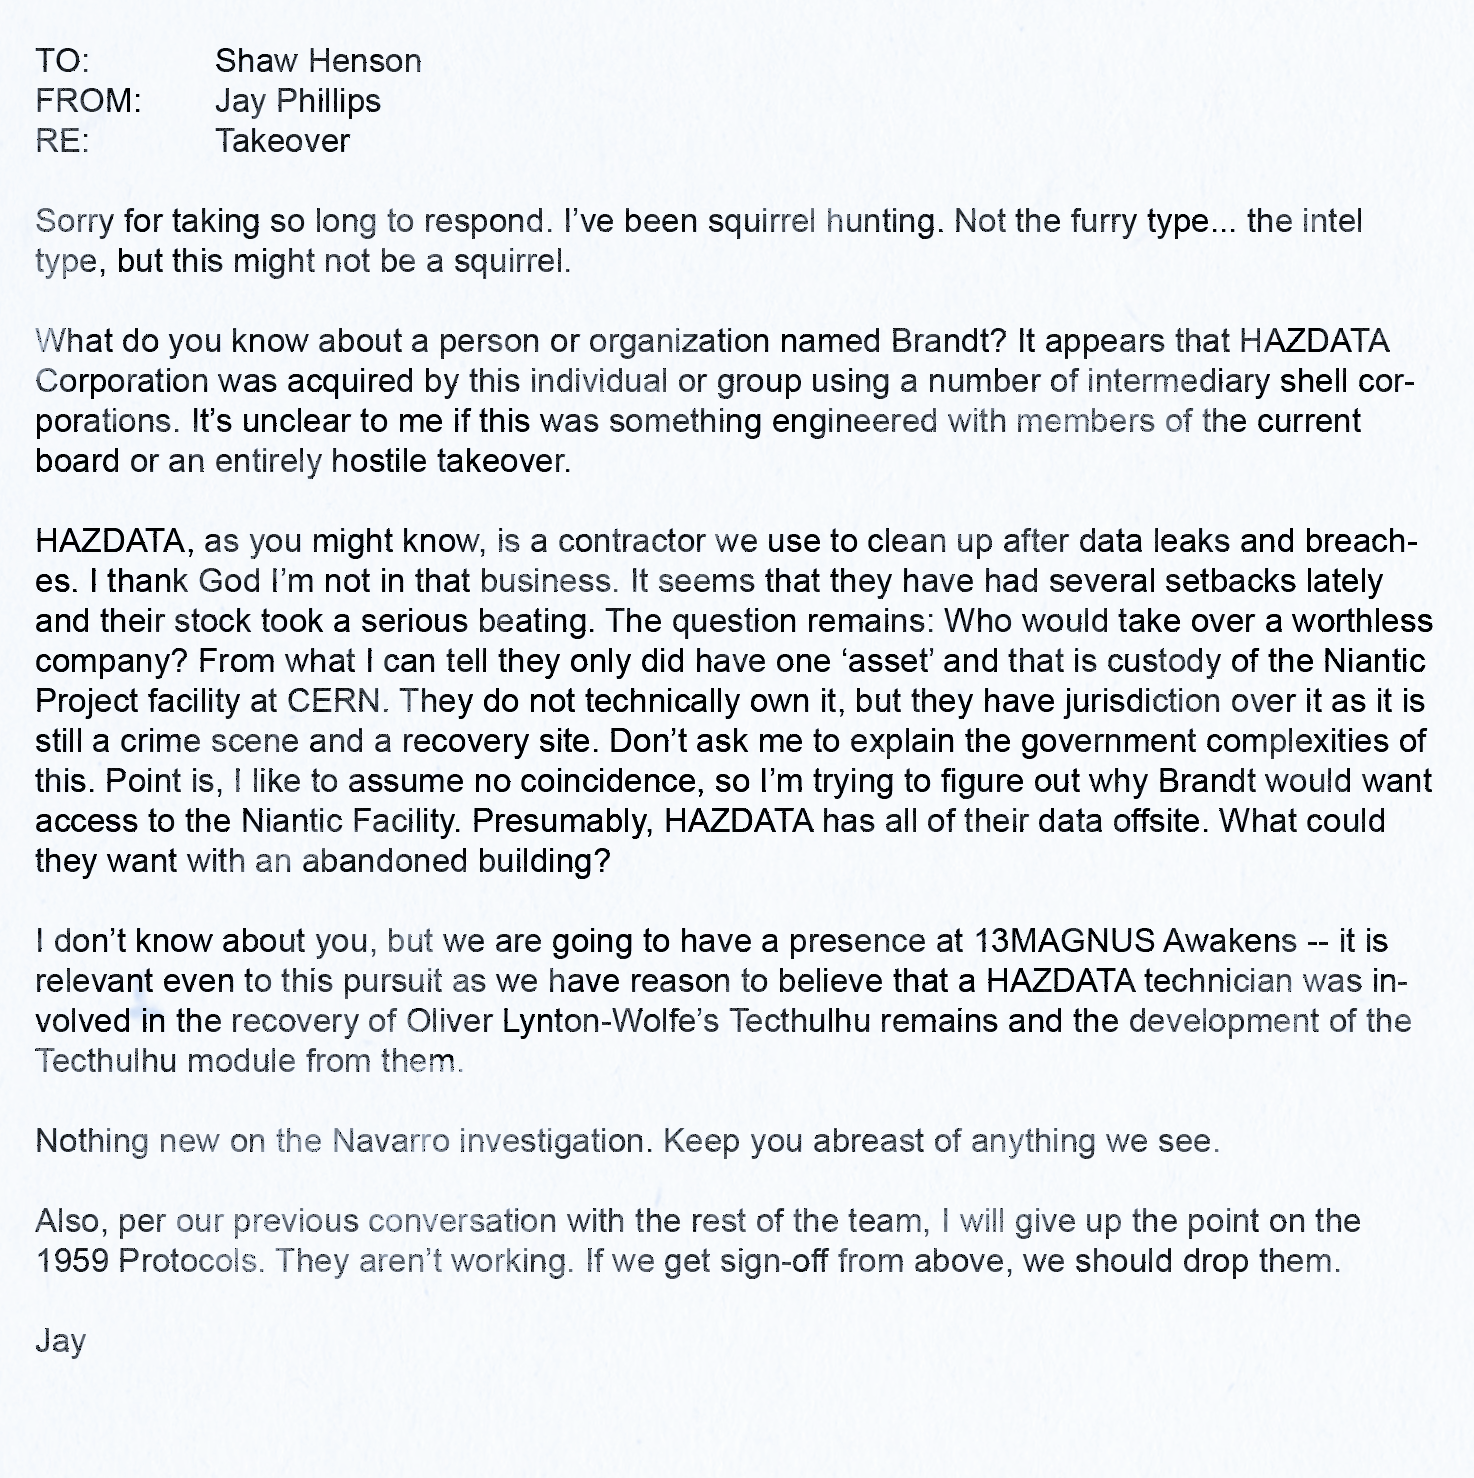 TO: Shaw Henson
FROM: Jay Phillips
RE: Takeover
Sorry for taking so long to respond. I’ve been squirrel hunting. Not the furry type... the intel
type, but this might not be a squirrel.
What do you know about a person or organization named Brandt? It appears that HAZDATA
Corporation was acquired by this individual or group using a number of intermediary shell cor-
porations. It’s unclear to me if this was something engineered with members of the current
board or an entirely hostile takeover.
HAZDATA, as you might know, is a contractor we use to clean up after data leaks and breach-
es. I thank God I’m not in that business. It seems that they have had several setbacks lately
and their stock took a serious beating. The question remains: Who would take over a worthless
company? From what I can tell they only did have one ‘asset’ and that is custody of the Niantic
Project facility at CERN. They do not technically own it, but they have jurisdiction over it as it is
still a crime scene and a recovery site. Don’t ask me to explain the government complexities of
this. Point is, I like to assume no coincidence, so I’m trying to figure out why Brandt would want
access to the Niantic Facility. Presumably, HAZDATA has all of their data offsite. What could
they want with an abandoned building?
I don’t know about you, but we are going to have a presence at 13MAGNUS Awakens -- it is
relevant even to this pursuit as we have reason to believe that a HAZDATA technician was in-
volved in the recovery of Oliver Lynton-Wolfe’s Tecthulhu remains and the development of the
Tecthulhu module from them.
Nothing new on the Navarro investigation. Keep you abreast of anything we see.
Also, per our previous conversation with the rest of the team, I will give up the point on the
1959 Protocols. They aren’t working. If we get sign-off from above, we should drop them.
Jay